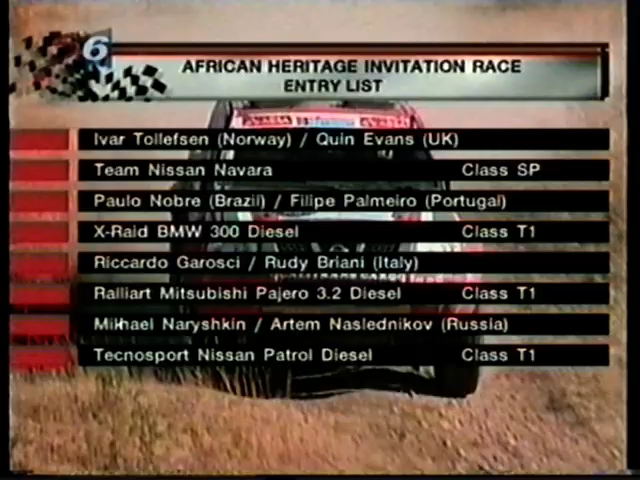 6
AFRICAN HERITAGE INVITATION RACE
ENTRY LIST
Ivar Tollefsen (Norway) / Quin Evans (UK)
Team Nissan Navara Class SP
Paulo Nobre (Brazil) / Filipe Palmeiro (Portugal)
X-Raid BMW 300 Diesel Class T1
Riccardo Garosci / Rudy Briani (Italy)
Ralliart Mitsubishi Pajero 3.2 Diesel Class T1
Mikhael Naryshkin / Artem Naslednikov (Russia)
Tecnosport Nissan Patrol Diesel Class T1